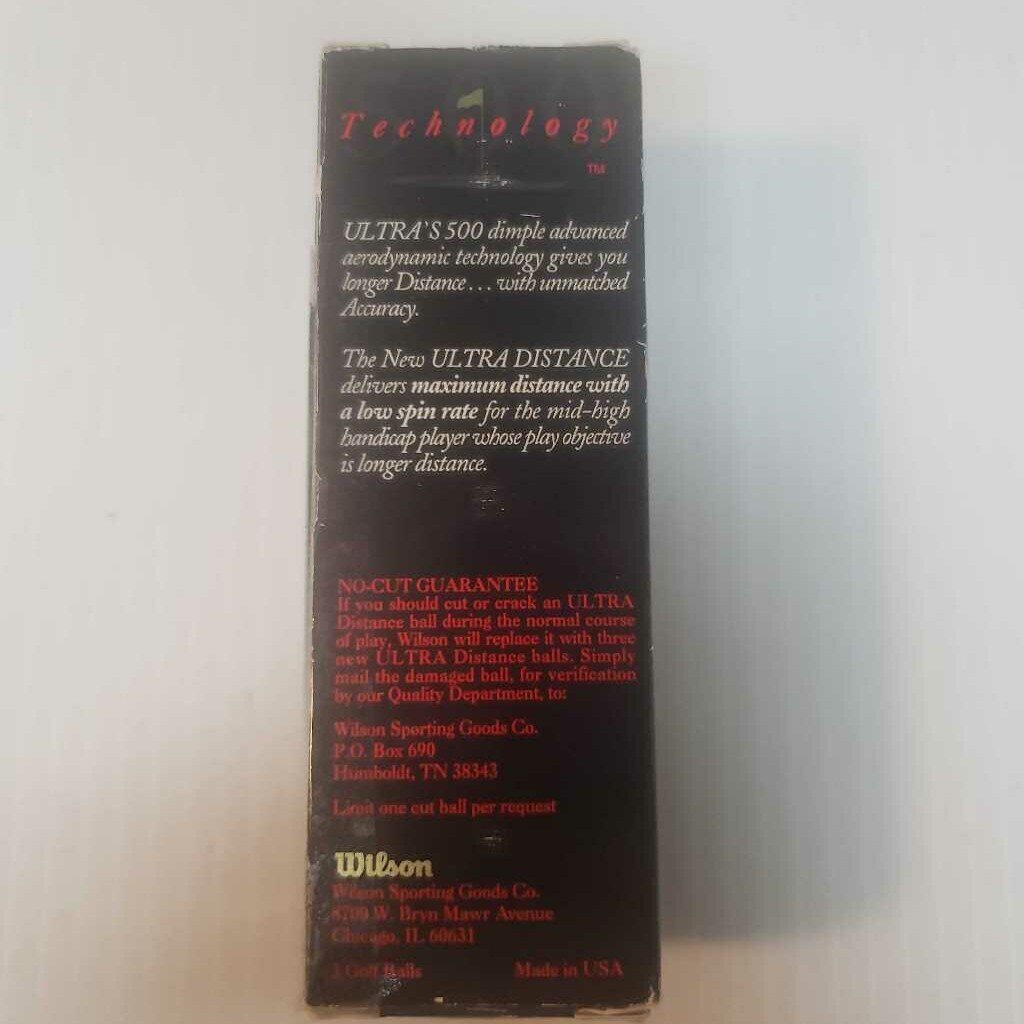 Technology
TM
ULTRA'S 500 dimple advanced
aerodynamic technology gives you
longer Distance... with unmatched
Accuracy.
The New ULTRA DISTANCE
delivers maximum distance with
a low spin rate for the mid-high
handicap player whose play objective
is longer distance.
NO-CUT GUARANTEE
If you should cut or crack an ULTRA
Distance ball during the normal course
of play, Wilson will replace it with three
new ULTRA Distance balls. Simply
mail the damaged ball, for verification
by our Quality Department, to:
Wilson Sporting Goods Co.
P.O. Box 690
Humboldt, TN 38343
Limit one cut ball per request
Wilson
Wilson Sporting Goods Co.
8700 W. Bryn Mawr Avenue
Chicago, IL 60631
3 Golf Balls Made in USA